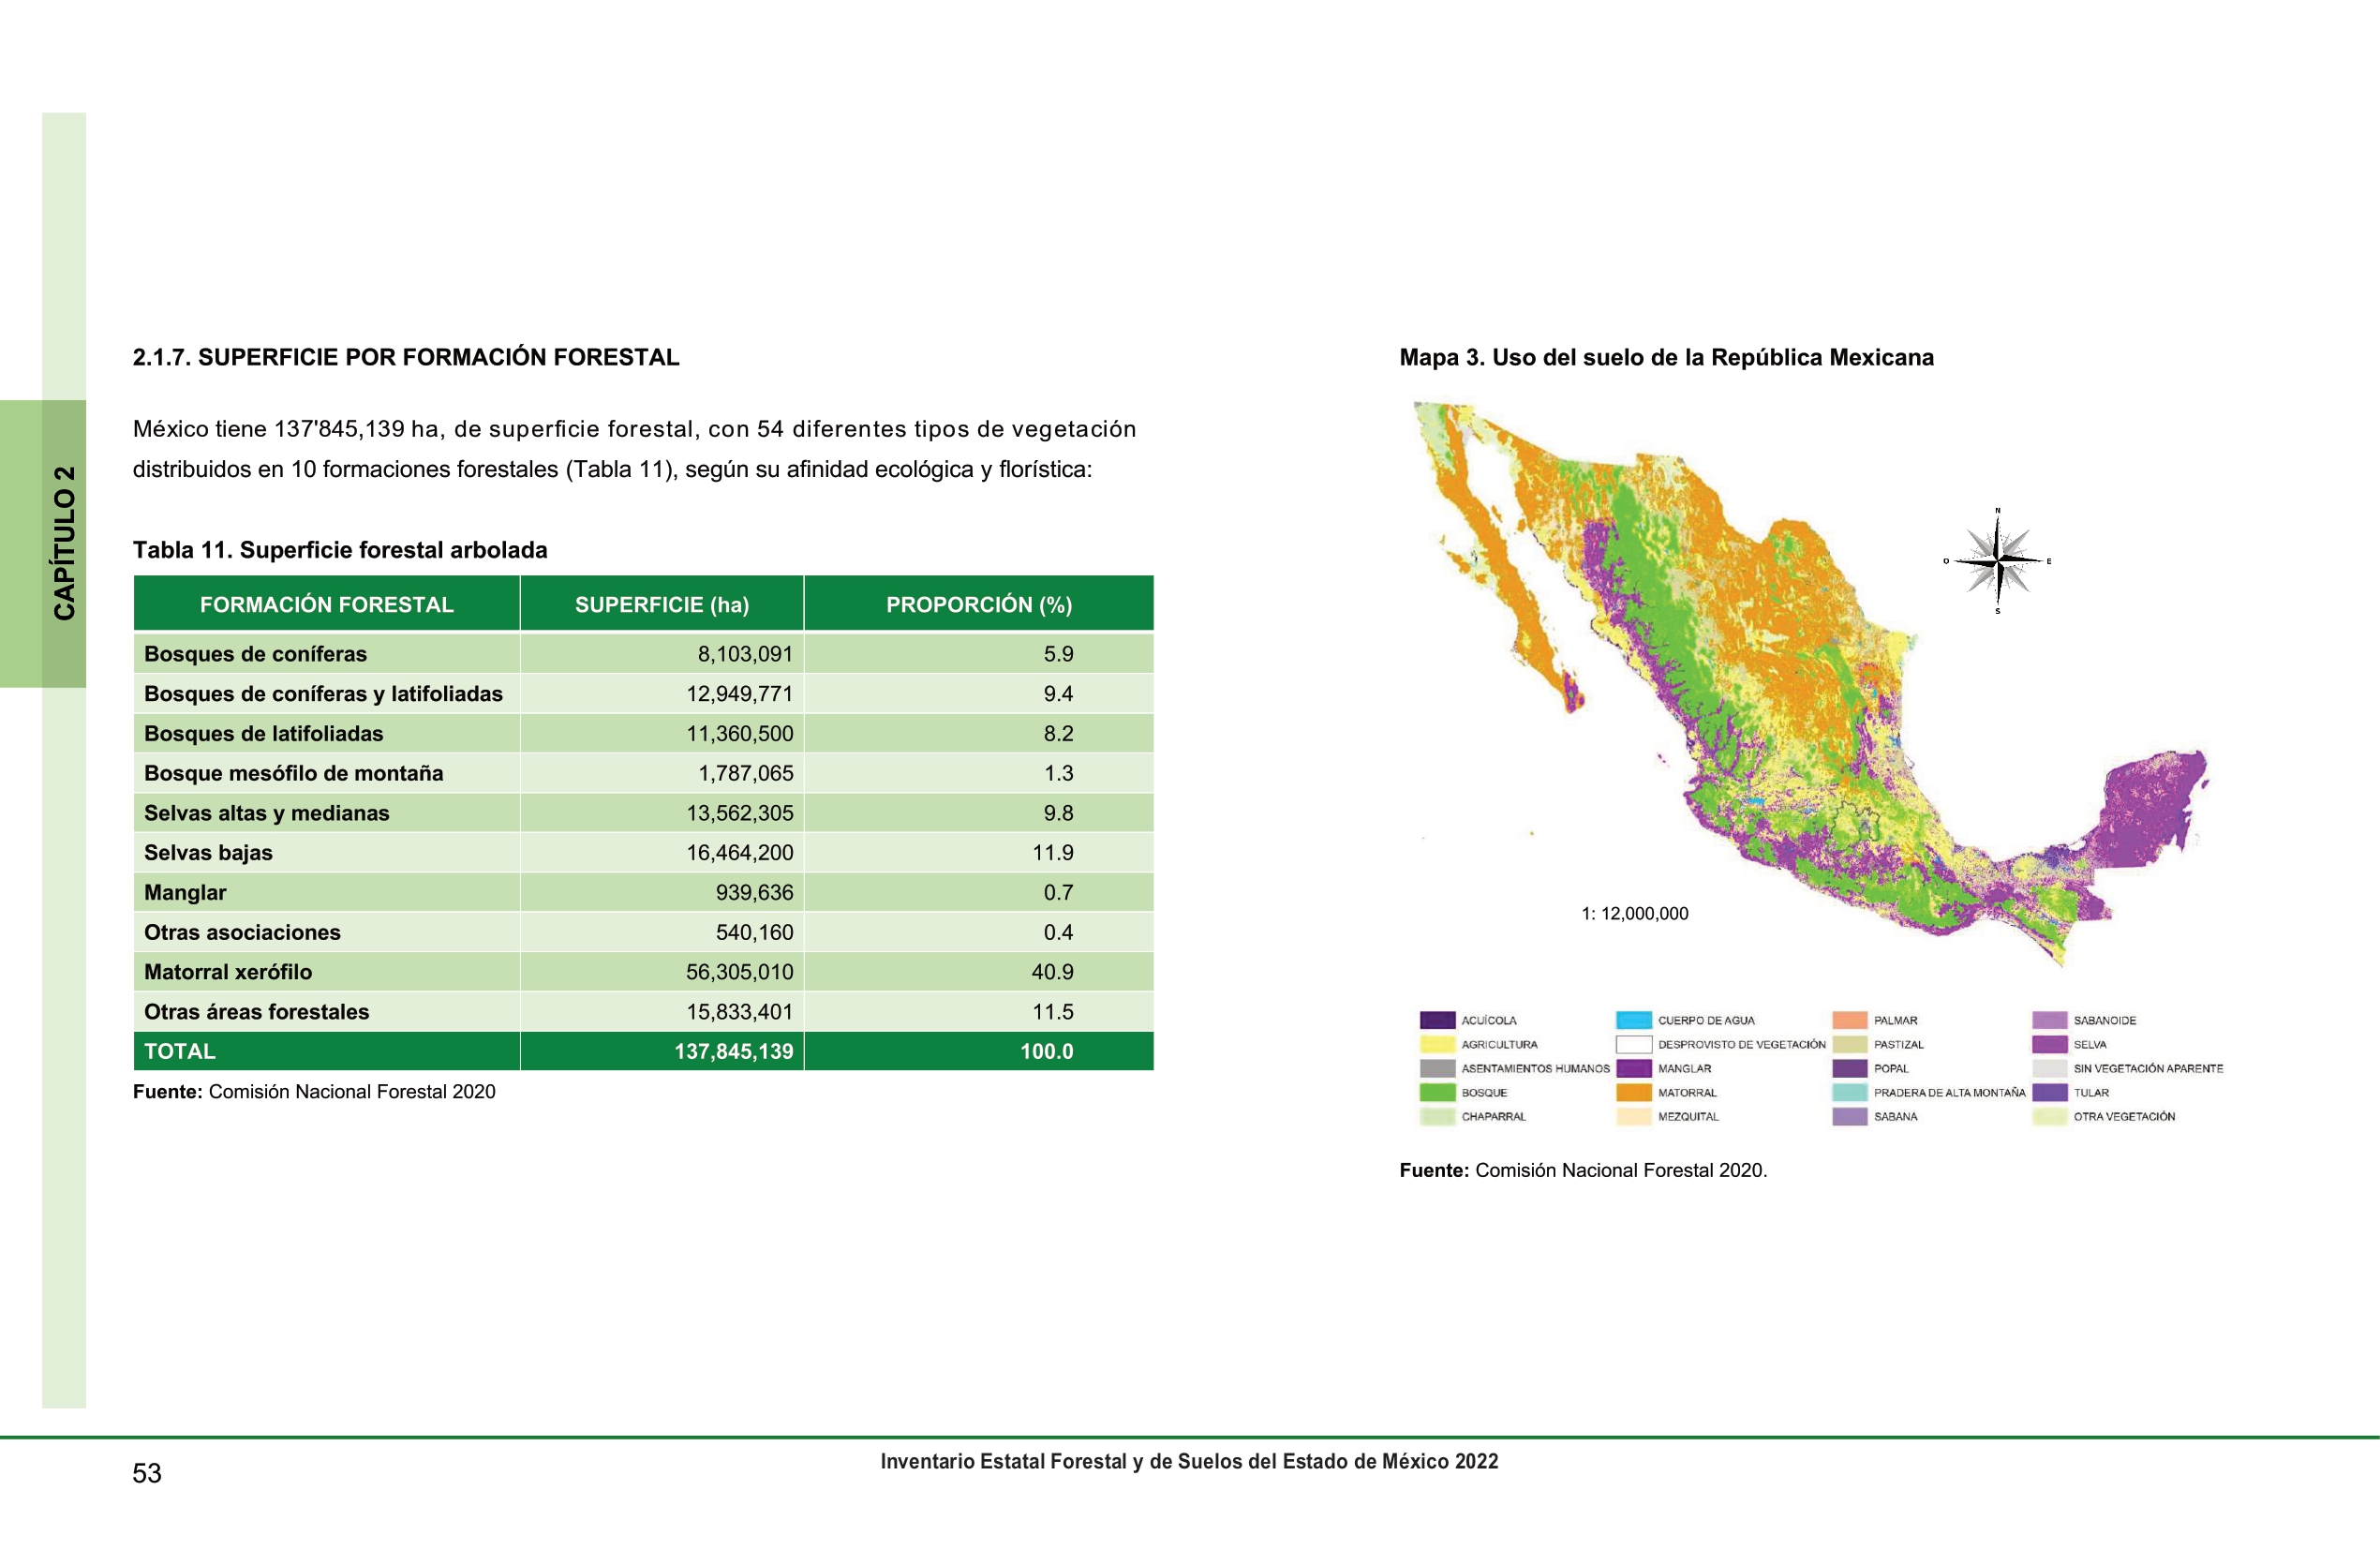 CAPÍTULO 2
2.1.7. SUPERFICIE POR FORMACIÓN FORESTAL
México tiene 137'845,139 ha, de superficie forestal, con 54 diferentes tipos de vegetación
distribuidos en 10 formaciones forestales (Tabla 11), según su afinidad ecológica y florística:
Tabla 11. Superficie forestal arbolada
FORMACIÓN FORESTAL SUPERFICIE (ha) PROPORCIÓN (%)
Bosques de coníferas 8,103,091 5.9
Bosques de coníferas y latifoliadas 12,949,771 9.4
Bosques de latifoliadas 11,360,500 8.2
Bosque mesófilo de montaña 1,787,065 1.3
Selvas altas y medianas 13,562,305 9.8
Selvas bajas 16,464,200 11.9
Manglar 939,636 0.7
Otras asociaciones 540,160 0.4
Matorral xerófilo 56,305,010 40.9
Otras áreas forestales 15,833,401 11.5
TOTAL 137,845,139 100.0
Fuente: Comisión Nacional Forestal 2020
Mapa 3. Uso del suelo de la República Mexicana
N
O E
S
1: 12,000,000
ACUÍCOLA CUERPO DE AGUA PALMAR SABANOIDE
AGRICULTURA DESPROVISTO DE VEGETACIÓN PASTIZAL SELVA
ASENTAMIENTOS HUMANOS MANGLAR POPAL SIN VEGETACIÓN APARENTE
BOSQUE MATORRAL PRADERA DE ALTA MONTAÑA TULAR
CHAPARRAL MEZQUITAL SABANA OTRA VEGETACIÓN
Fuente: Comisión Nacional Forestal 2020.
53
Inventario Estatal Forestal y de Suelos del Estado de México 2022